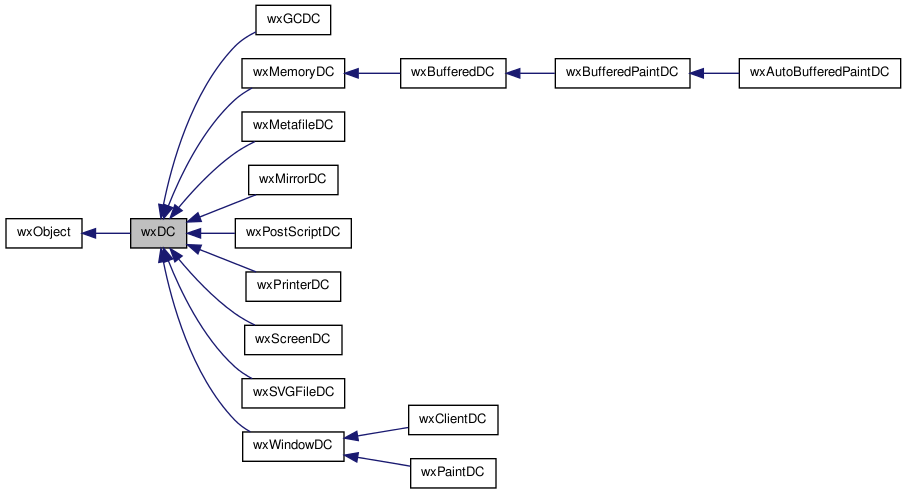 wxGCDC
wxMemoryDC
wxBufferedDC
wxBufferedPaintDC
wxAutoBufferedPaintDC
wxMetafileDC
wxMirrorDC
wxObject
wxDC
wxPostScriptDC
wxPrinterDC
wxScreenDC
wxSVGFileDC
wxClientDC
wxWindowDC
wxPaintDC